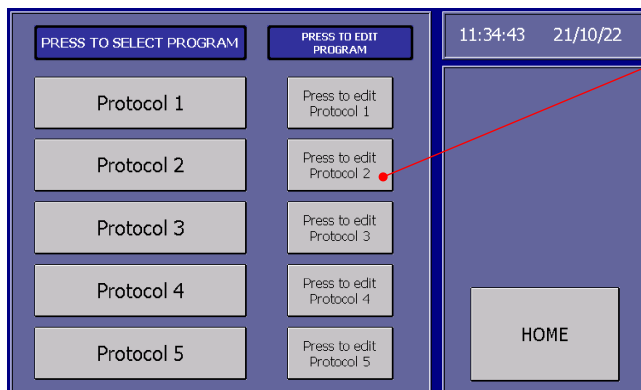 PRESS TO SELECT PROGRAM
PRESS TO EDIT
PROGRAM
11:34:43 21/10/22
Protocol 1
Press to edit
Protocol 1
Protocol 2
Press to edit
Protocol 2
Protocol 3
Press to edit
Protocol 3
Protocol 4
Press to edit
Protocol 4
Protocol 5
Press to edit
Protocol 5
HOME